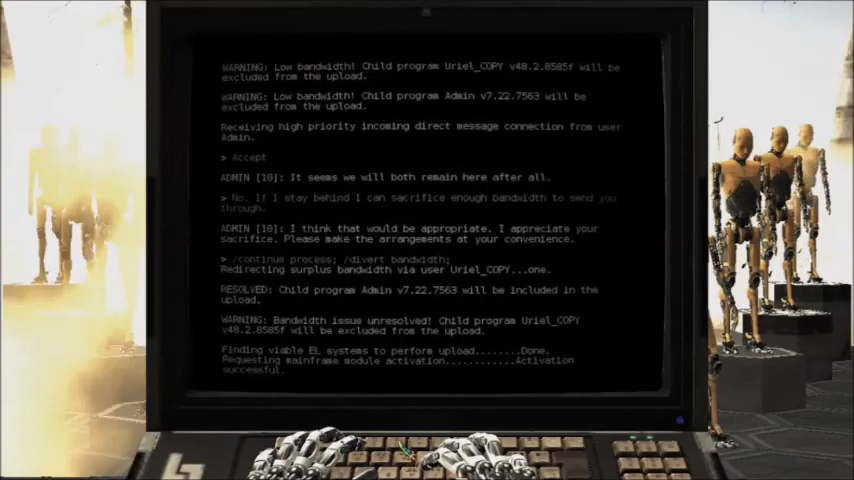 WARNING: Low bandwidth! Child program Uriel_COPY v48.2.8585f will be
excluded from the upload.
WARNING: Low bandwidth! Child program Admin v7.22.7563 will be
excluded from the upload.
Receiving high priority incoming direct message connection from user
Admin.
> Accept
ADMIN [10]: It seems we will both remain here after all.
> No. If I stay behind I can sacrifice enough bandwidth to send you
through.
ADMIN [10]: I think that would be appropriate. I appreciate your
sacrifice. Please make the arrangements at your convenience.
> /continue process; /divert bandwidth;
Redirecting surplus bandwidth via user Uriel_COPY...one.
RESOLVED: Child program Admin v7.22.7563 will be included in the
upload.
WARNING: Bandwidth issue unresolved! Child program Uriel_COPY
v48.2.8585f will be excluded from the upload.
Finding viable EL systems to perform upload........Done.
Requesting mainframe module activation...........Activation
successful.